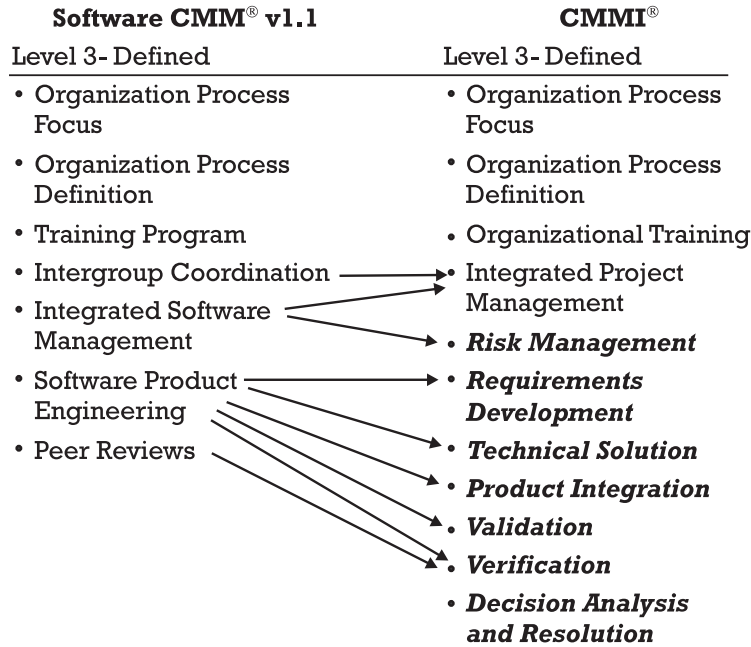 Software CMM® v1.1
Level 3- Defined
• Organization Process
Focus
• Organization Process
Definition
• Training Program
• Intergroup Coordination
• Integrated Software
Management
• Software Product
Engineering
• Peer Reviews
CMMI®
Level 3- Defined
• Organization Process
Focus
• Organization Process
Definition
• Organizational Training
• Integrated Project
Management
• Risk Management
• Requirements
Development
• Technical Solution
• Product Integration
• Validation
• Verification
• Decision Analysis
and Resolution